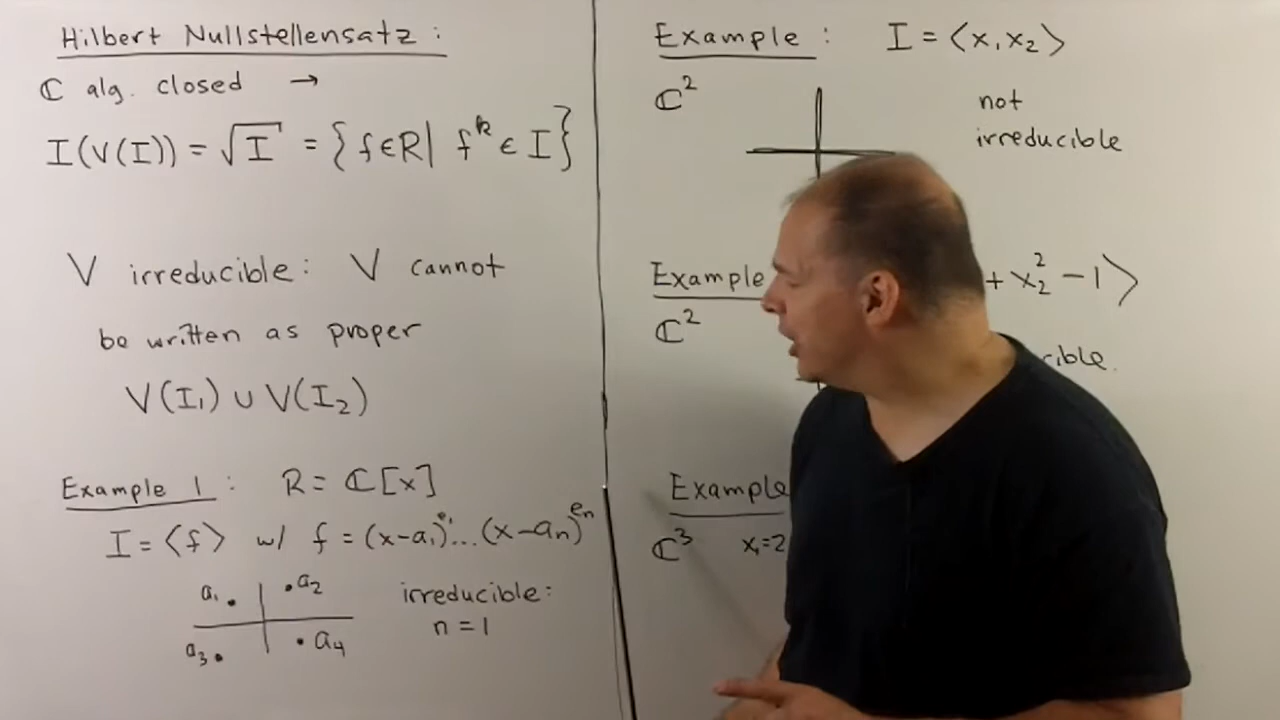 Hilbert Nullstellensatz :
ℂ alg. closed →
I(V(I)) = √I = {f∈R| f^k ∈ I}
V irreducible: V cannot
be written as proper
V(I₁) ∪ V(I₂)
Example 1 : R = ℂ[x]
I = ⟨f⟩ w/ f = (x-a₁)^e₁...(x-aₙ)^eₙ
a₁ a₂
a₃ a₄
irreducible:
n = 1
Example : I = ⟨x₁x₂⟩
ℂ²
not
irreducible
Example + x₂² - 1⟩
ℂ²
Example
ℂ³ x₁=2